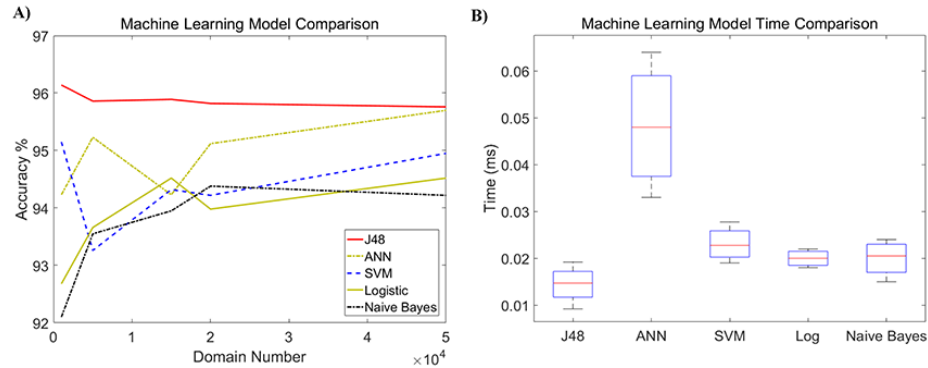 A)
Machine Learning Model Comparison
97
96
95
94
93
92
Accuracy %
0
1
2
3
4
5
×10⁴
Domain Number
J48
ANN
SVM
Logistic
Naive Bayes
B)
Machine Learning Model Time Comparison
0.06
0.05
0.04
0.03
0.02
0.01
Time (ms)
J48
ANN
SVM
Log
Naive Bayes